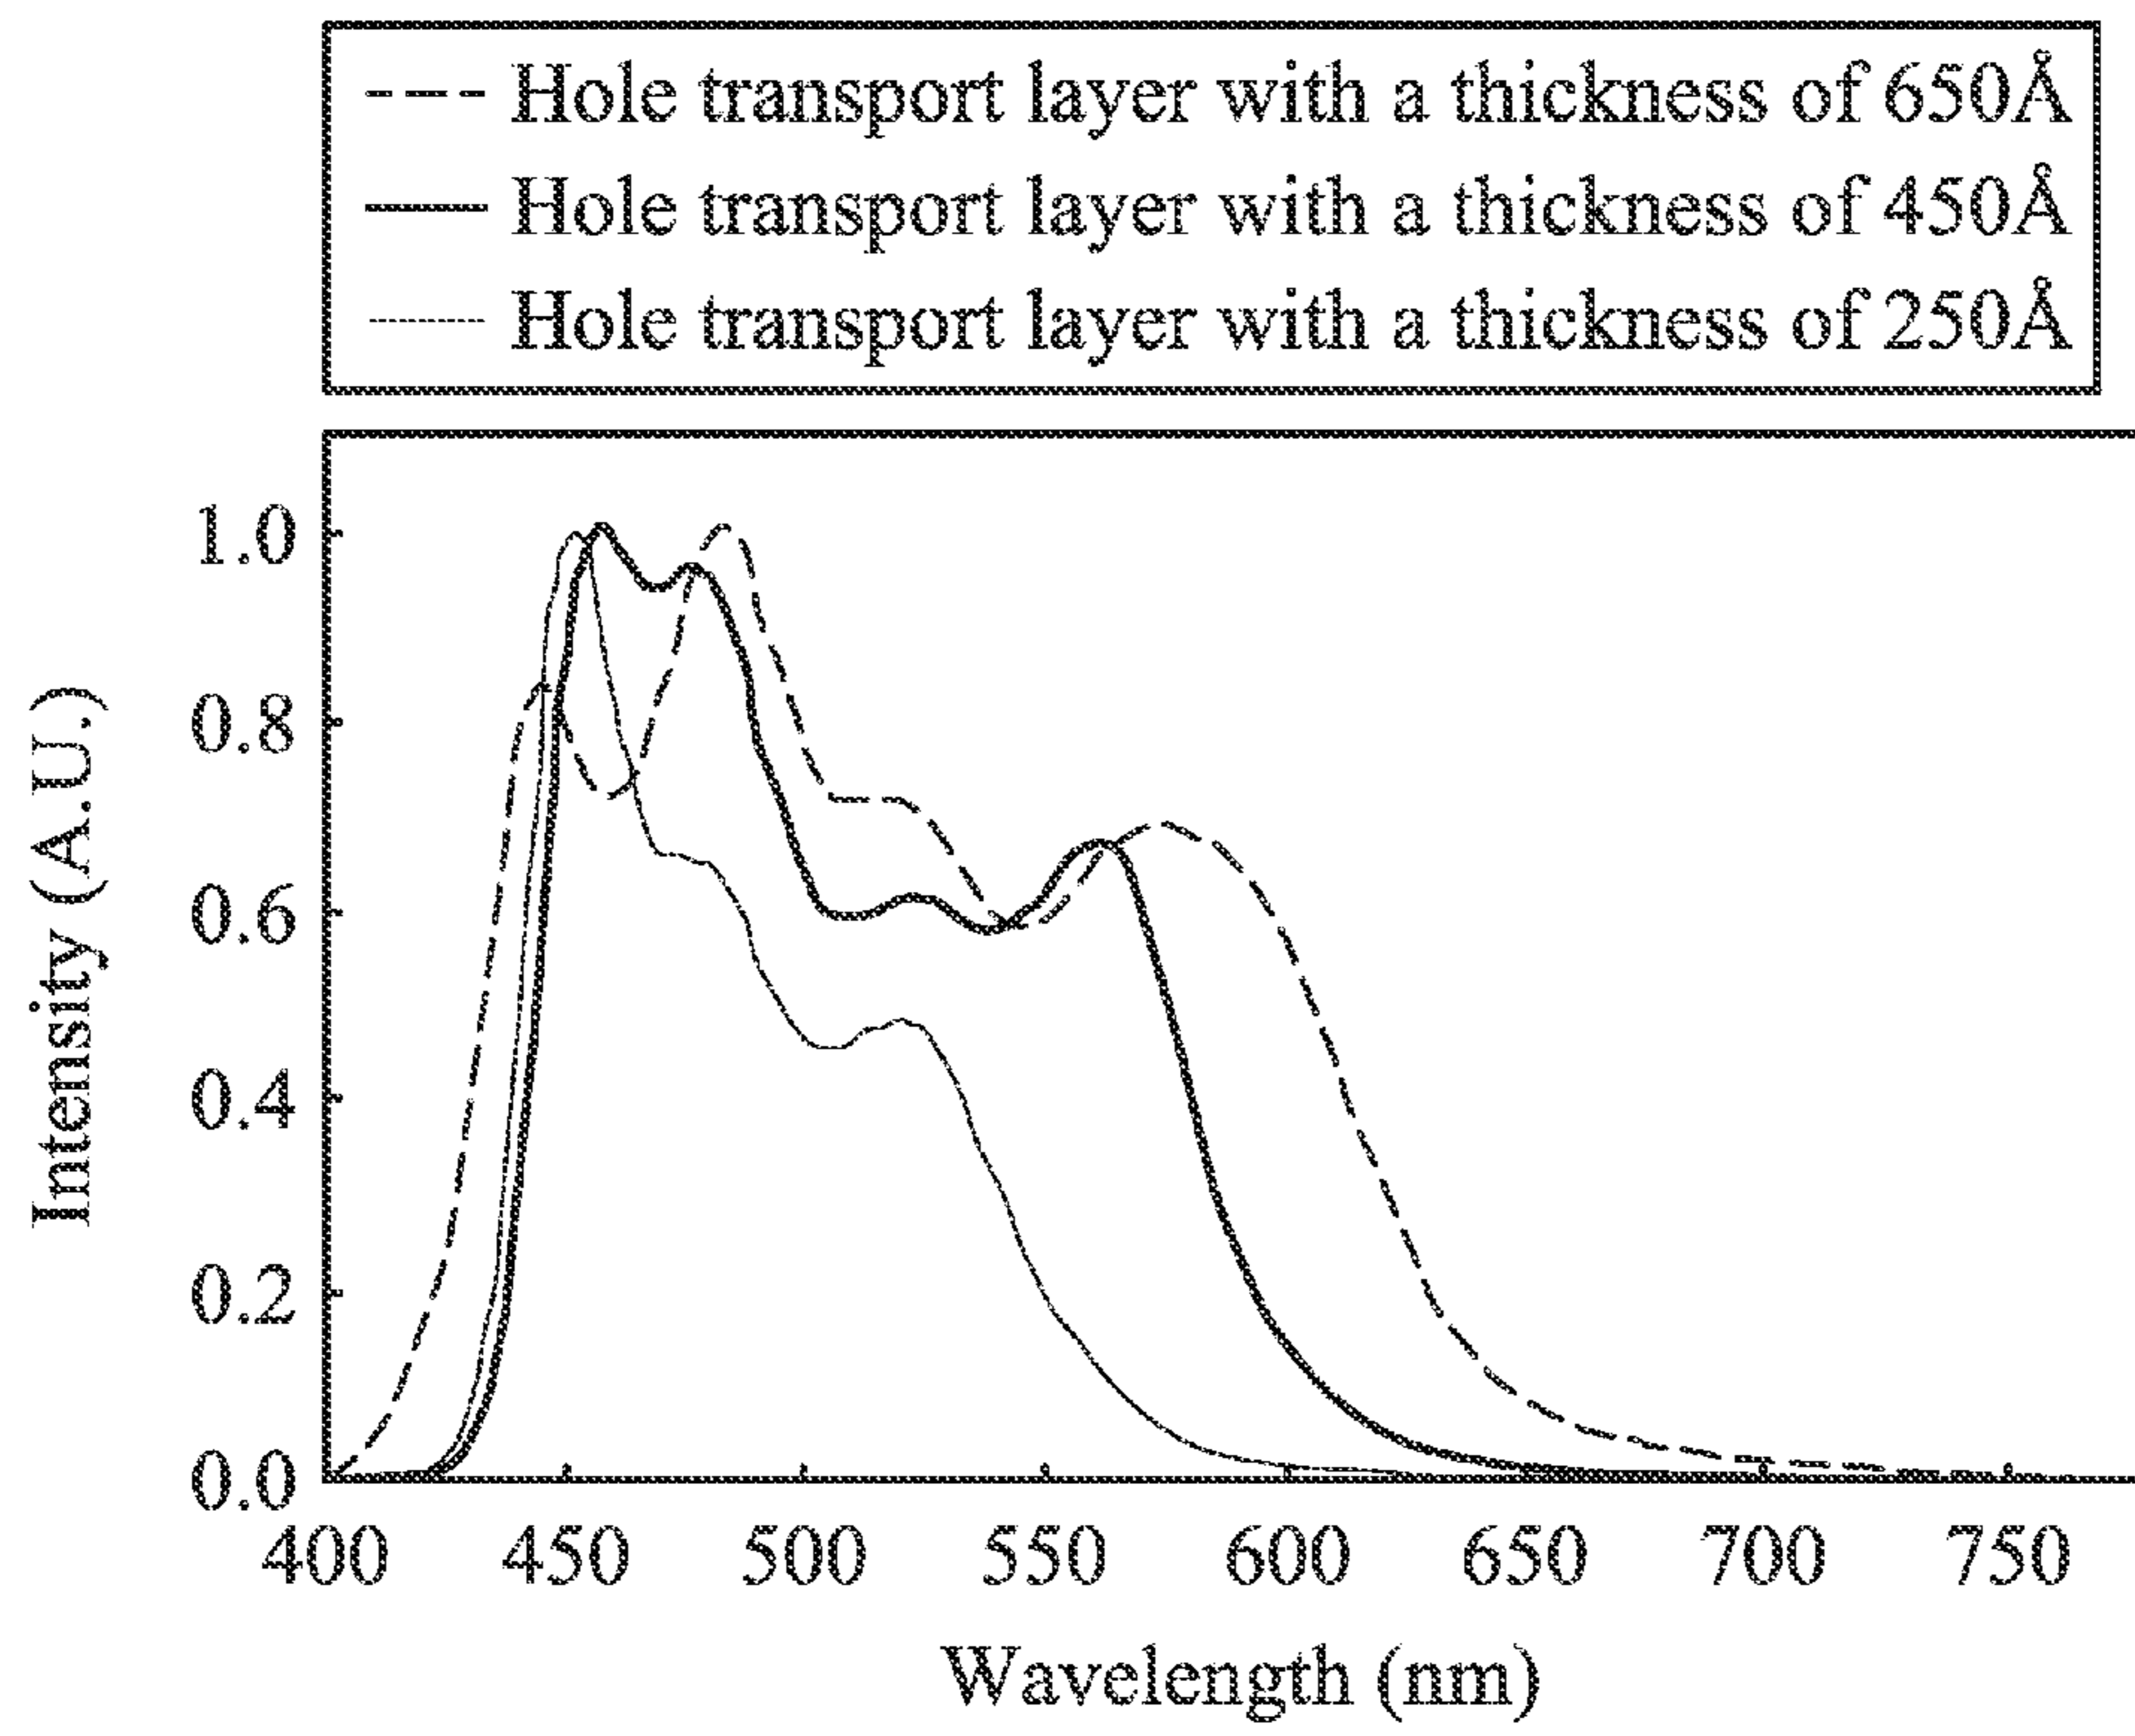 Hole transport layer with a thickness of 650Å
Hole transport layer with a thickness of 450Å
Hole transport layer with a thickness of 250Å
Intensity (A.U.)
1.0
0.8
0.6
0.4
0.2
0.0
400 450 500 550 600 650 700 750
Wavelength (nm)